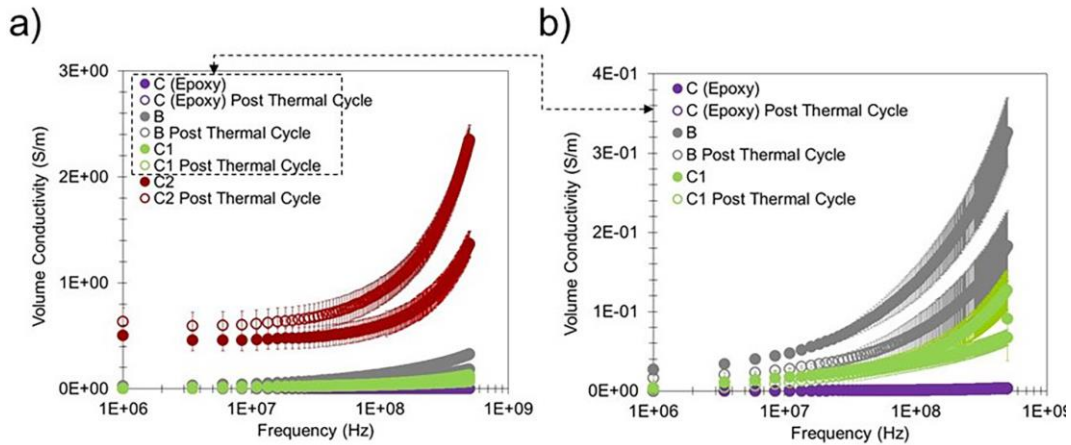 a)
3E+00
2E+00
1E+00
0E+00
Volume Conductivity (S/m)
C (Epoxy)
C (Epoxy) Post Thermal Cycle
B
B Post Thermal Cycle
C1
C1 Post Thermal Cycle
C2
C2 Post Thermal Cycle
1E+06
1E+07
1E+08
1E+09
Frequency (Hz)
b)
4E-01
3E-01
2E-01
1E-01
0E+00
Volume Conductivity (S/m)
C (Epoxy)
C (Epoxy) Post Thermal Cycle
B
B Post Thermal Cycle
C1
C1 Post Thermal Cycle
1E+06
1E+07
1E+08
1E+09
Frequency (Hz)